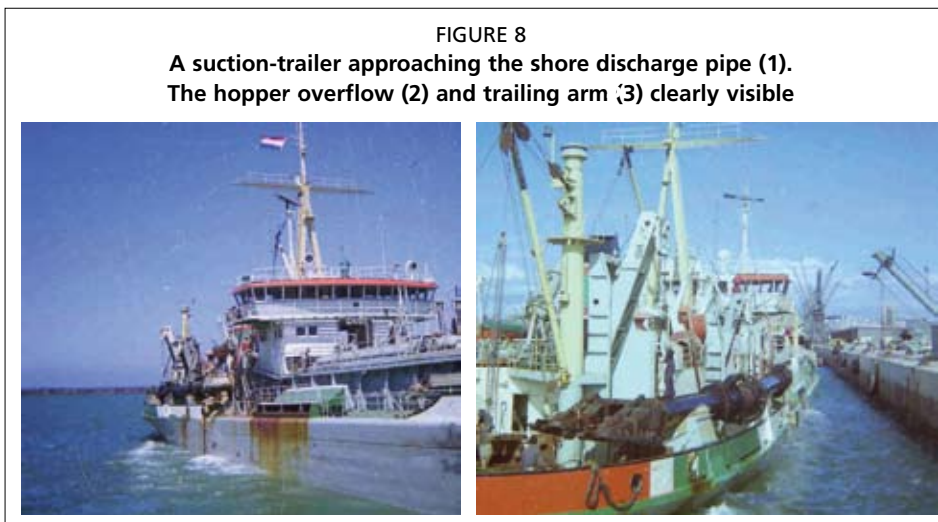 FIGURE 8
A suction-trailer approaching the shore discharge pipe (1).
The hopper overflow (2) and trailing arm (3) clearly visible